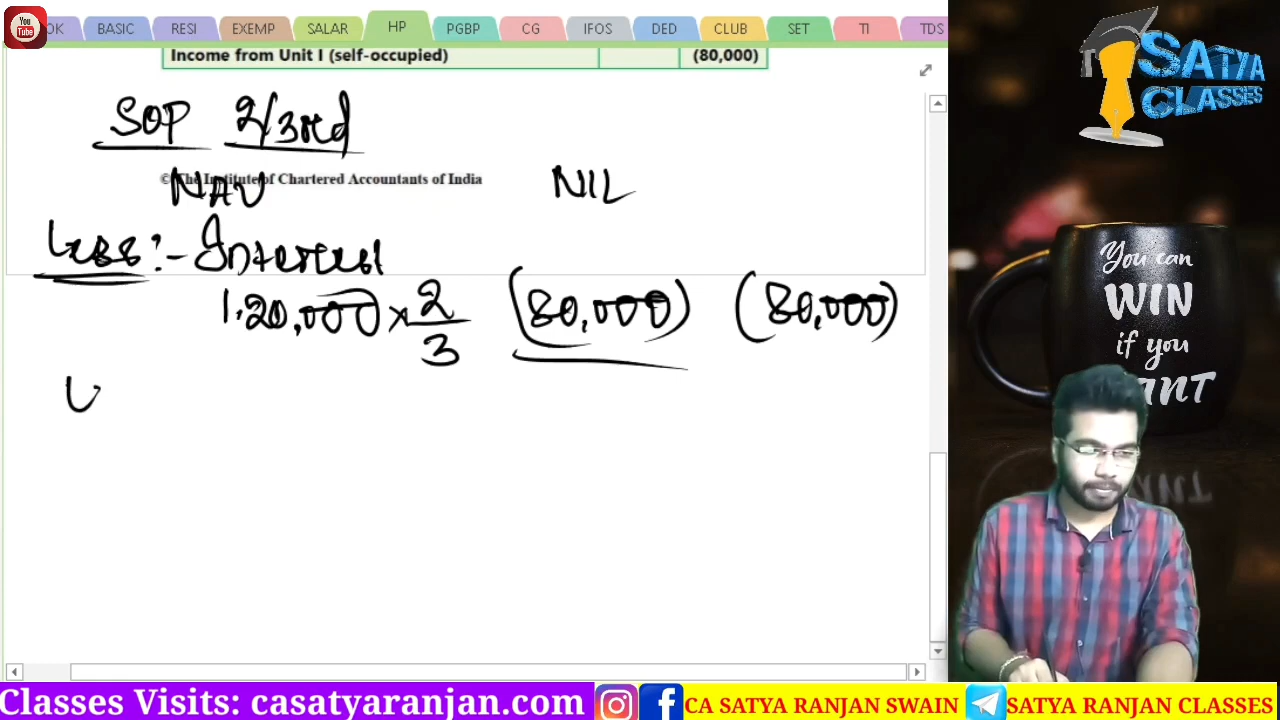 You Tube
OK BASIC RESI EXEMP SALAR HP PGBP CG IFOS DED CLUB SET TI TDS
Income from Unit I (self-occupied) (80,000)
SATYA CLASSES
SOP 2/3rd
© The Institute of Chartered Accountants of India
NAV NIL
Less:- Interest
1,20,000 × 2/3 (80,000) (80,000)
U
You can
WIN
if you
ANT
Classes Visits: casatyaranjan.com CA SATYA RANJAN SWAIN SATYA RANJAN CLASSES